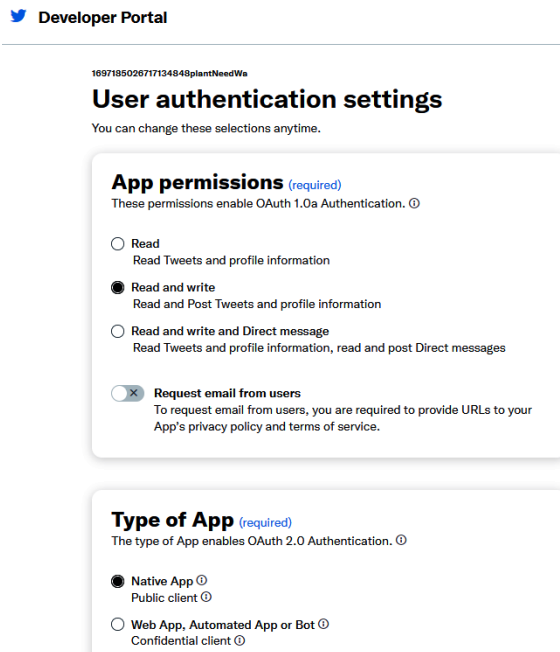 Developer Portal
1697185026717134848plantNeedWa
User authentication settings
You can change these selections anytime.
App permissions (required)
These permissions enable OAuth 1.0a Authentication.
Read
Read Tweets and profile information
Read and write
Read and Post Tweets and profile information
Read and write and Direct message
Read Tweets and profile information, read and post Direct messages
Request email from users
To request email from users, you are required to provide URLs to your
App's privacy policy and terms of service.
Type of App (required)
The type of App enables OAuth 2.0 Authentication.
Native App
Public client
Web App, Automated App or Bot
Confidential client